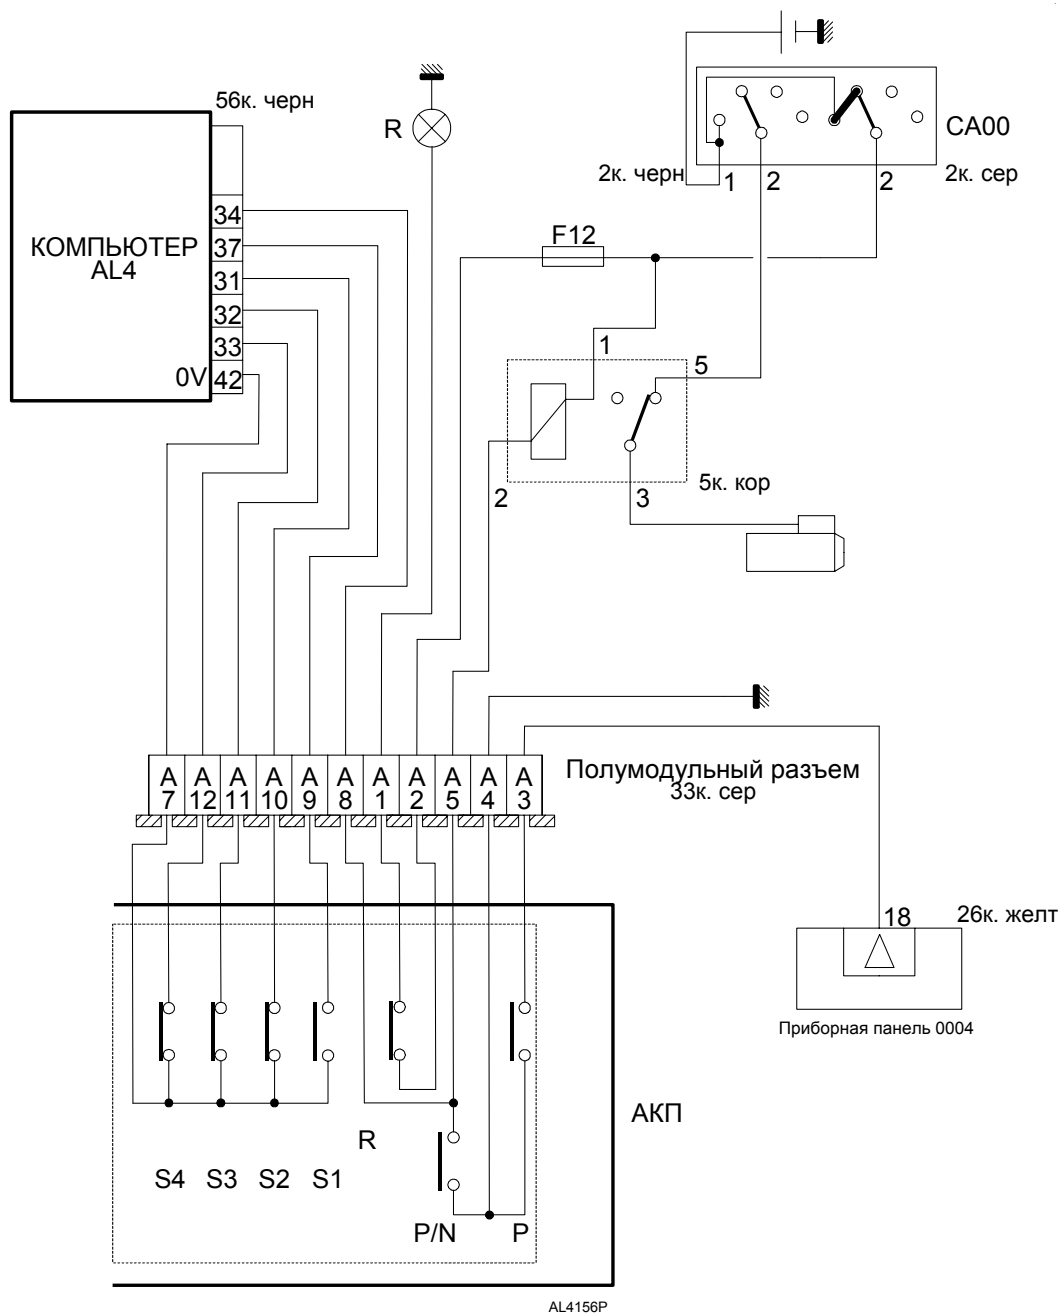 56к. черн
R
CA00
2к. черн
1
2
2
2к. сер
КОМПЬЮТЕР
AL4
34
37
31
32
33
0V
42
F12
1
5
5к. кор
2
3
A
7
A
12
A
11
A
10
A
9
A
8
A
1
A
2
A
5
A
4
A
3
Полумодульный разъем
33к. сер
18
26к. желт
Приборная панель 0004
АКП
R
S4
S3
S2
S1
P/N
P
AL4156P